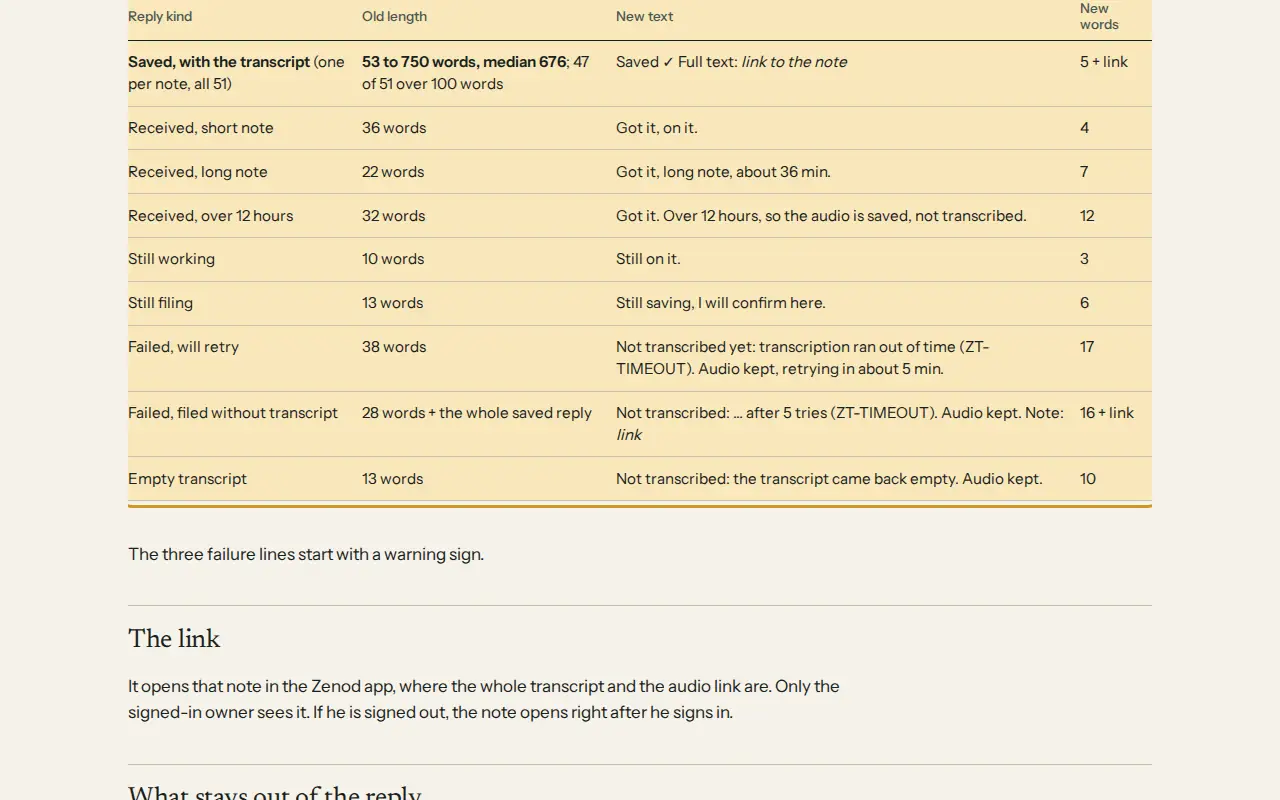 Reply kind Old length New text New words
Saved, with the transcript (one per note, all 51) 53 to 750 words, median 676; 47 of 51 over 100 words Saved ✓ Full text: link to the note 5 + link
Received, short note 36 words Got it, on it. 4
Received, long note 22 words Got it, long note, about 36 min. 7
Received, over 12 hours 32 words Got it. Over 12 hours, so the audio is saved, not transcribed. 12
Still working 10 words Still on it. 3
Still filing 13 words Still saving, I will confirm here. 6
Failed, will retry 38 words Not transcribed yet: transcription ran out of time (ZT-TIMEOUT). Audio kept, retrying in about 5 min. 17
Failed, filed without transcript 28 words + the whole saved reply Not transcribed: ... after 5 tries (ZT-TIMEOUT). Audio kept. Note: link 16 + link
Empty transcript 13 words Not transcribed: the transcript came back empty. Audio kept. 10
The three failure lines start with a warning sign.
The link
It opens that note in the Zenod app, where the whole transcript and the audio link are. Only the
signed-in owner sees it. If he is signed out, the note opens right after he signs in.
What stays out of the reply